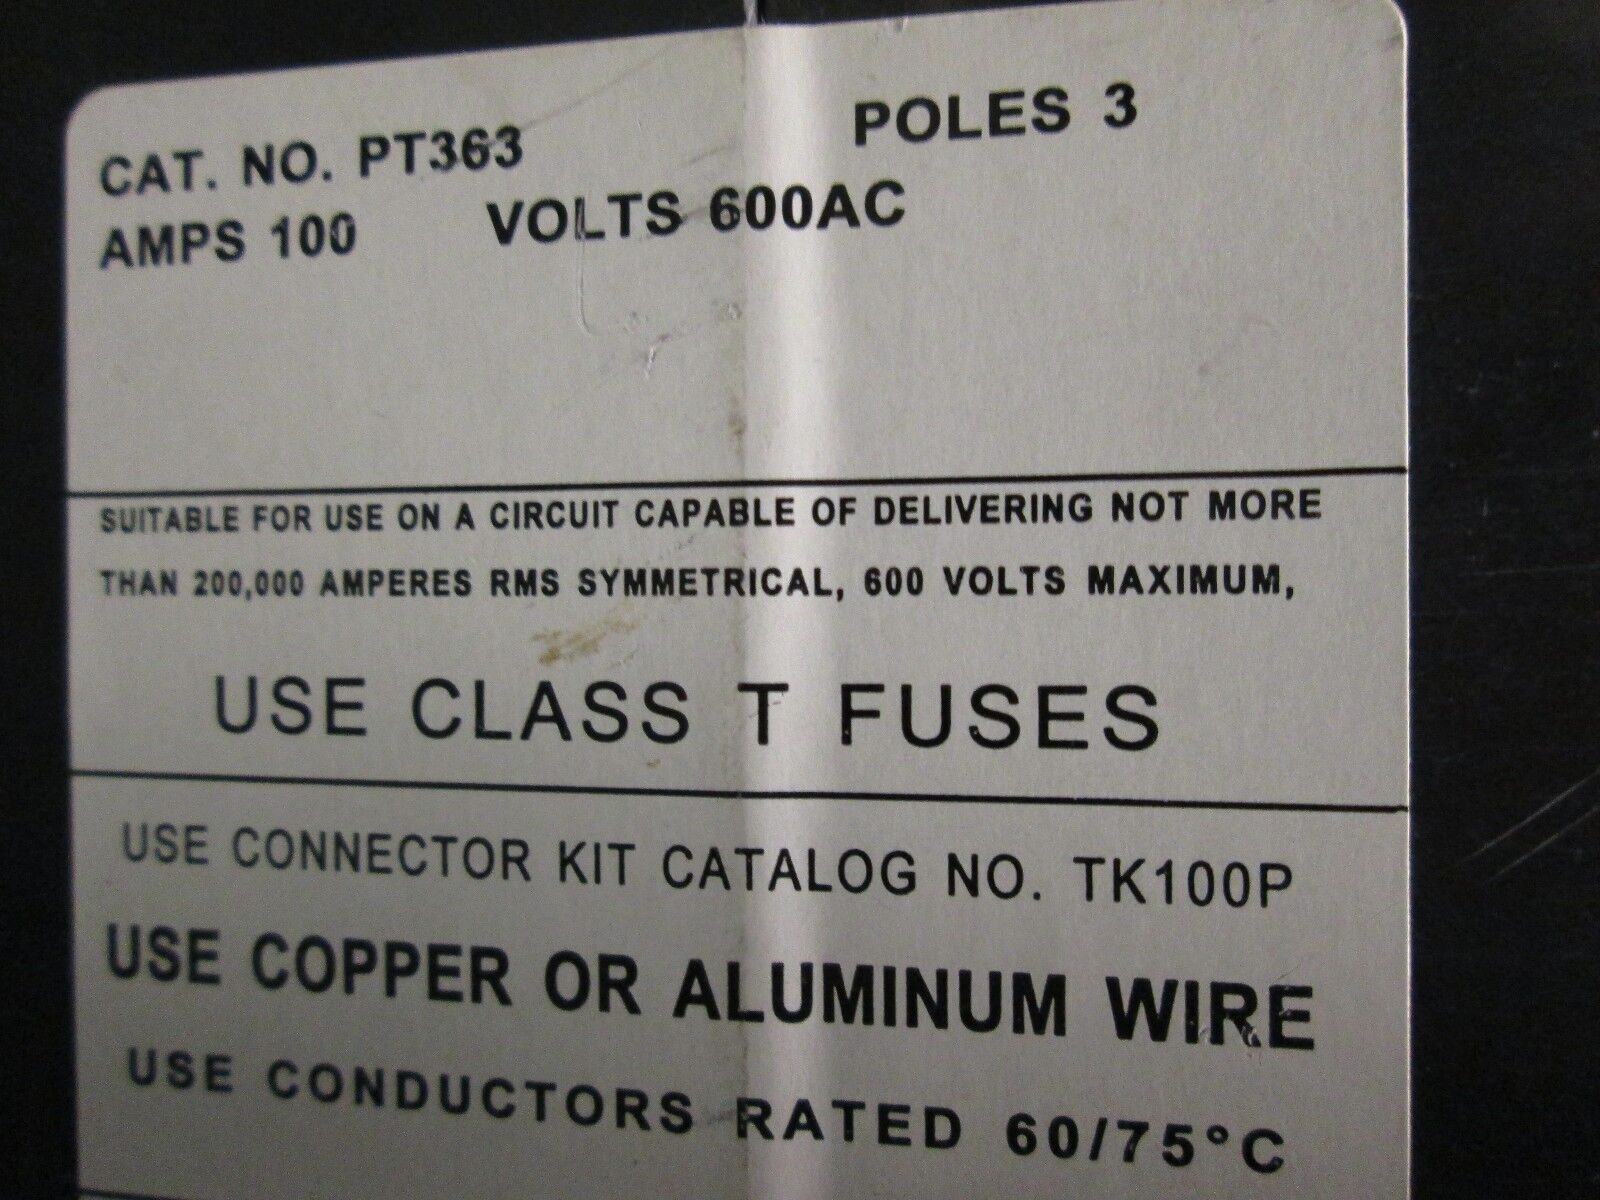 CAT. NO. PT363 POLES 3
AMPS 100 VOLTS 600AC
SUITABLE FOR USE ON A CIRCUIT CAPABLE OF DELIVERING NOT MORE
THAN 200,000 AMPERES RMS SYMMETRICAL, 600 VOLTS MAXIMUM,
USE CLASS T FUSES
USE CONNECTOR KIT CATALOG NO. TK100P
USE COPPER OR ALUMINUM WIRE
USE CONDUCTORS RATED 60/75°C